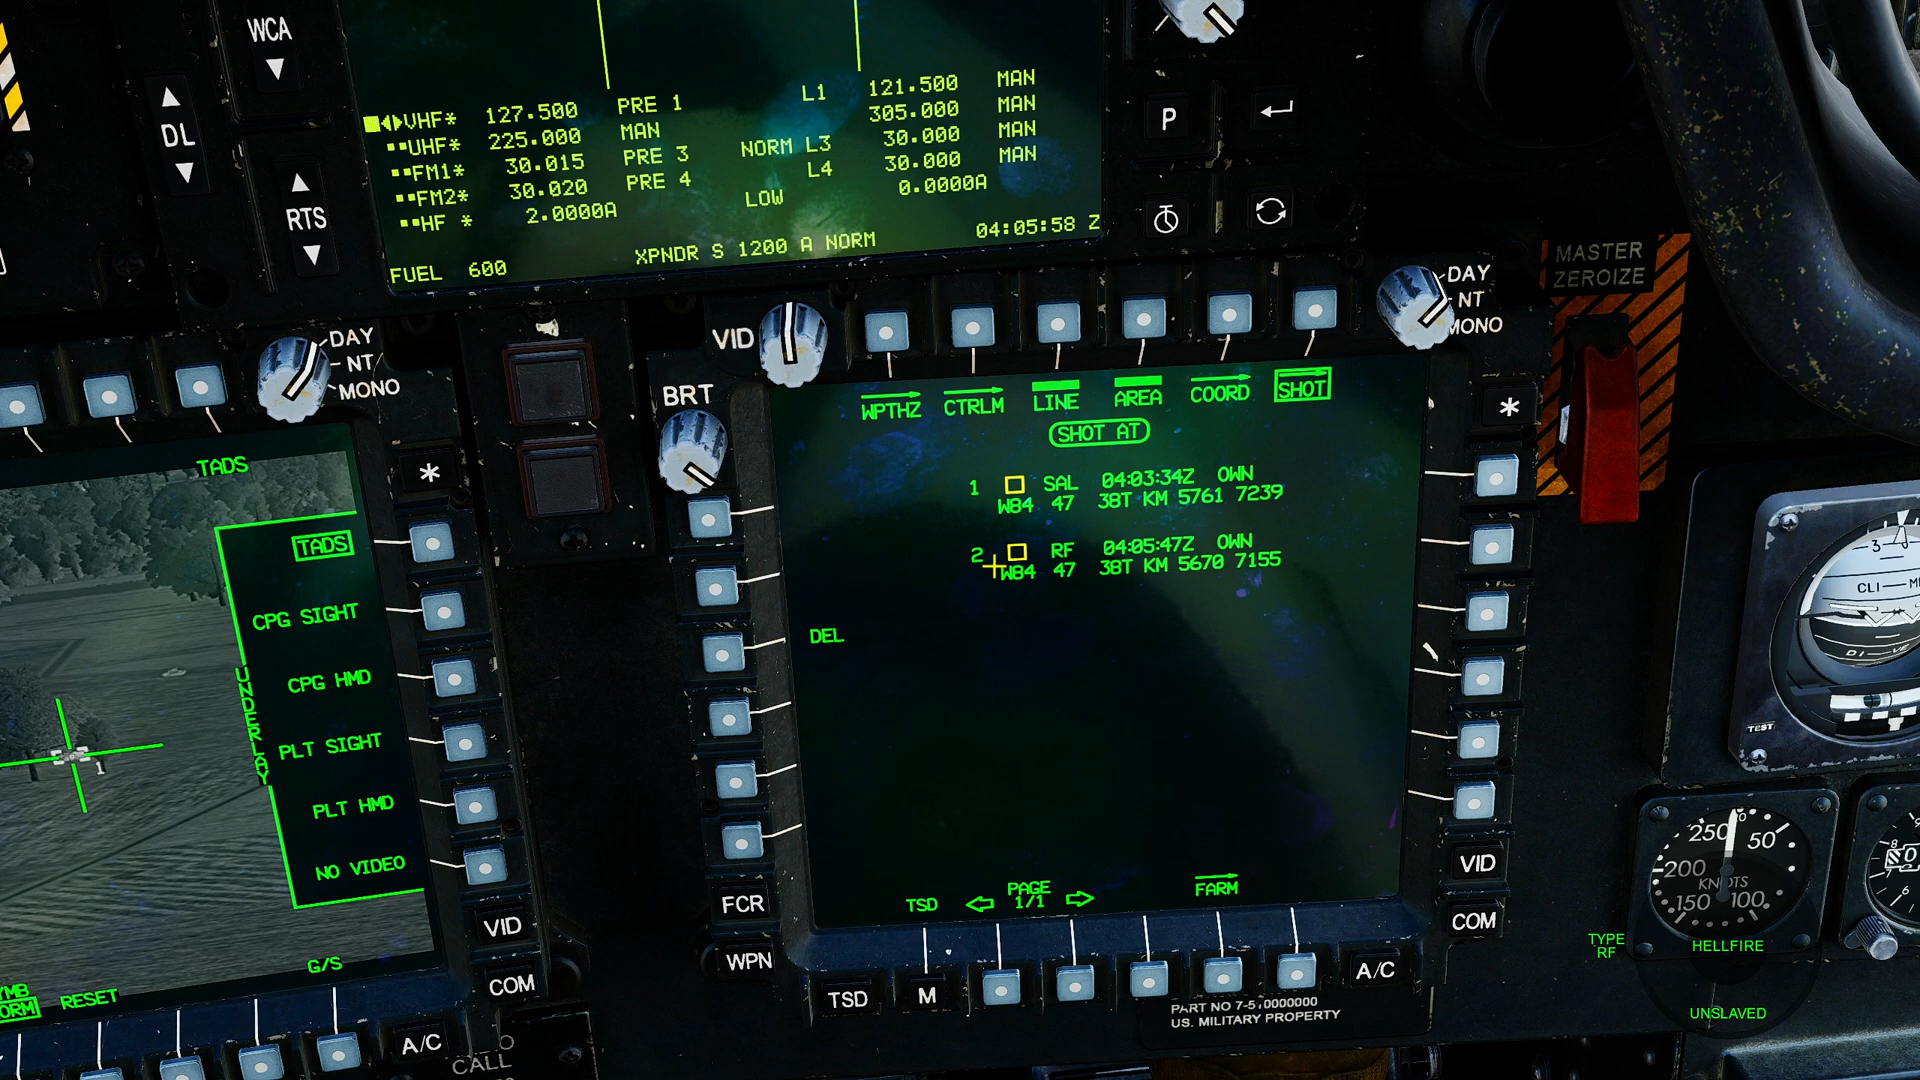 WCA
DL
RTS
VHF* 127.500 PRE 1 L1 121.500 MAN
UHF* 225.000 MAN 305.000 MAN
FM1* 30.015 PRE 3 NORM L3 30.000 MAN
FM2* 30.020 PRE 4 L4 30.000 MAN
HF * 2.0000A LOW 0.0000A
FUEL 600 XPNDR S 1200 A NORM 04:05:58 Z
P
MASTER
ZEROIZE
DAY
NT
MONO
VID
BRT
DAY
NT
MONO
*
*
WPTHZ CTRLM LINE AREA COORD SHOT
SHOT AT
1 SAL 04:03:34Z OWN
W84 47 38T KM 5761 7239
2 RF 04:05:47Z OWN
W84 47 38T KM 5670 7155
DEL
TSD PAGE FARM
1/1
FCR
WPN
TSD
M
A/C
VID
COM
PART NO 7-5.0000000
US. MILITARY PROPERTY
TADS
TADS
CPG SIGHT
CPG HMD
PLT SIGHT
PLT HMD
NO VIDEO
UNDERLAY
1
G/S
RESET
VID
COM
A/C
CALL
3
CLI
DI VE
TEST
250 50
200
KNOTS
150 100
TYPE
RF
HELLFIRE
UNSLAVED